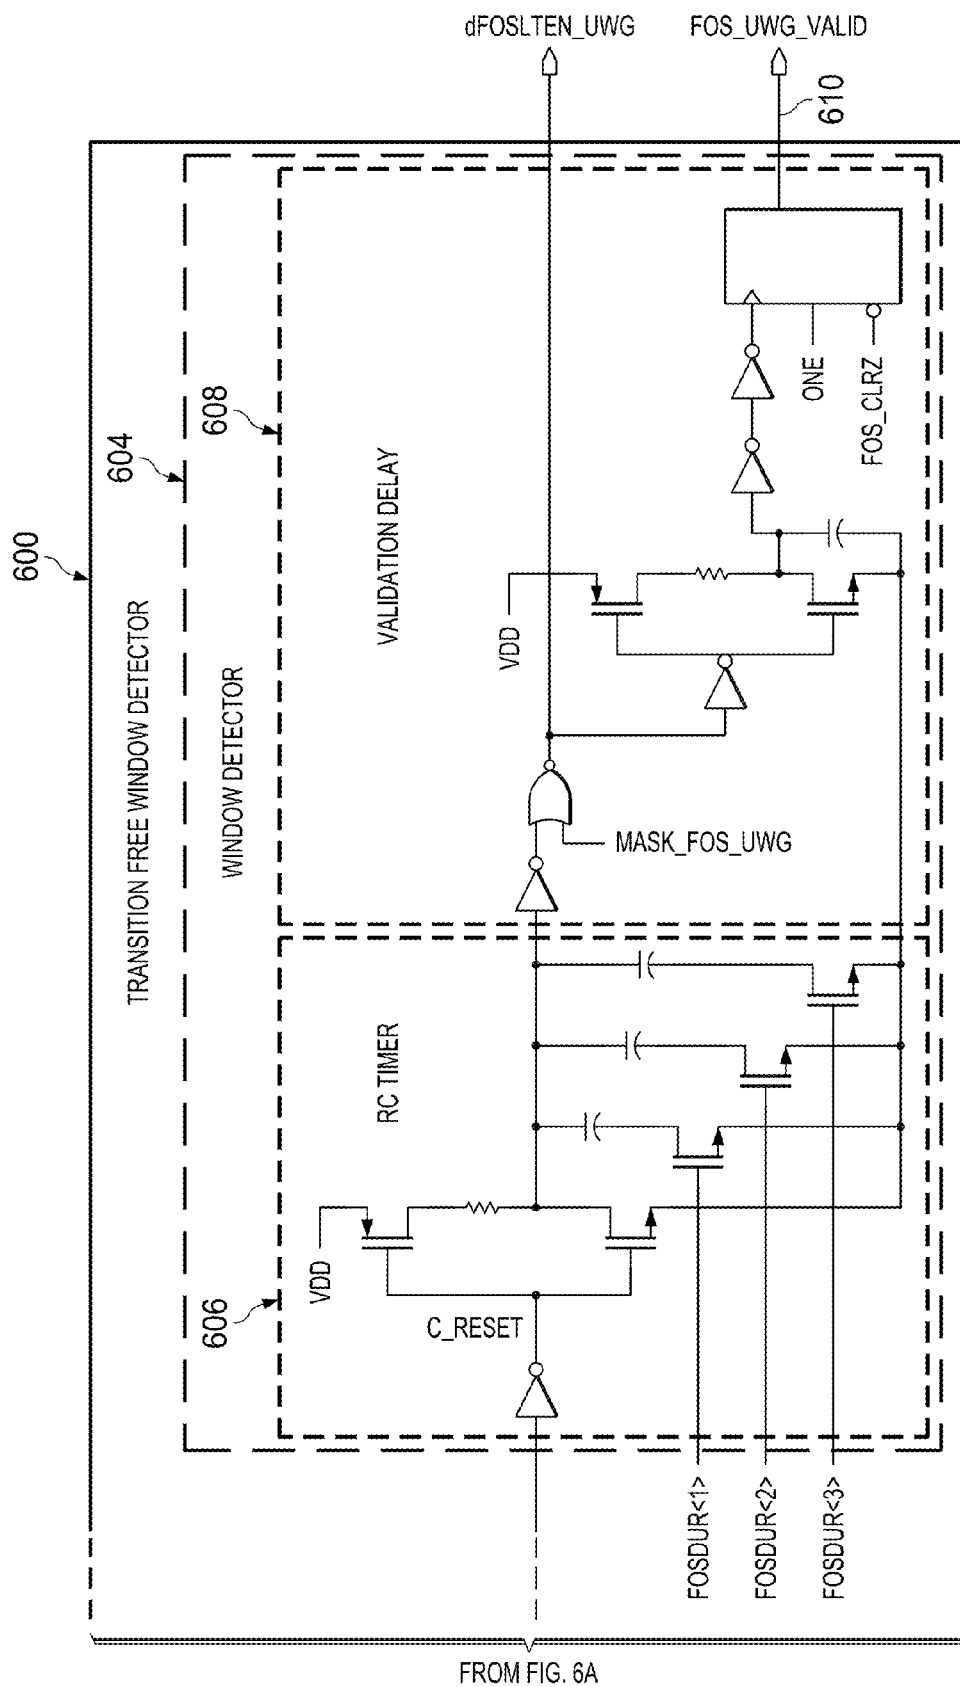 dFOSLTEN_UWG
FOS_UWG_VALID
610
600
604
608
TRANSITION FREE WINDOW DETECTOR
WINDOW DETECTOR
VALIDATION DELAY
VDD
ONE
FOS_CLRZ
MASK_FOS_UWG
RC TIMER
VDD
606
C_RESET
FOSDUR<1>
FOSDUR<2>
FOSDUR<3>
FROM FIG. 6A